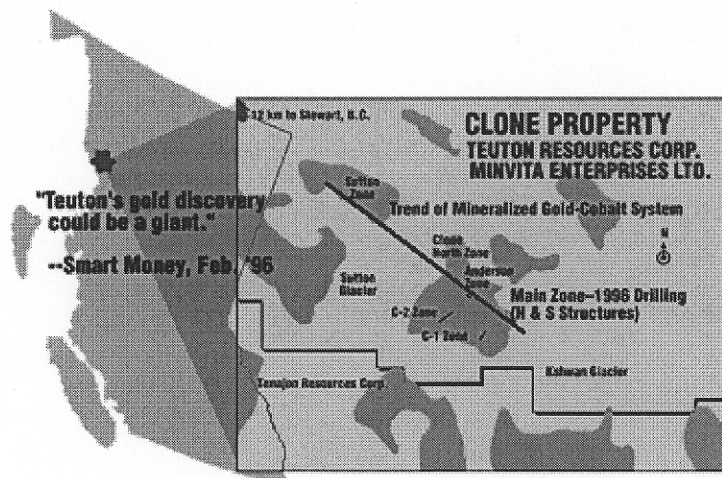 12 km to Stewart, B.C.
CLONE PROPERTY
TEUTON RESOURCES CORP.
MINVITA ENTERPRISES LTD.
"Teuton's gold discovery
could be a giant."
--Smart Money, Feb. '96
Sutton
Zone
Trend of Mineralized Gold-Cobalt System
N
Clone
North Zone
Anderson
Zone
Sutton
Glacier
Main Zone–1996 Drilling
(H & S Structures)
C-2 Zone
C-1 Zone
Kshwan Glacier
Tenajon Resources Corp.